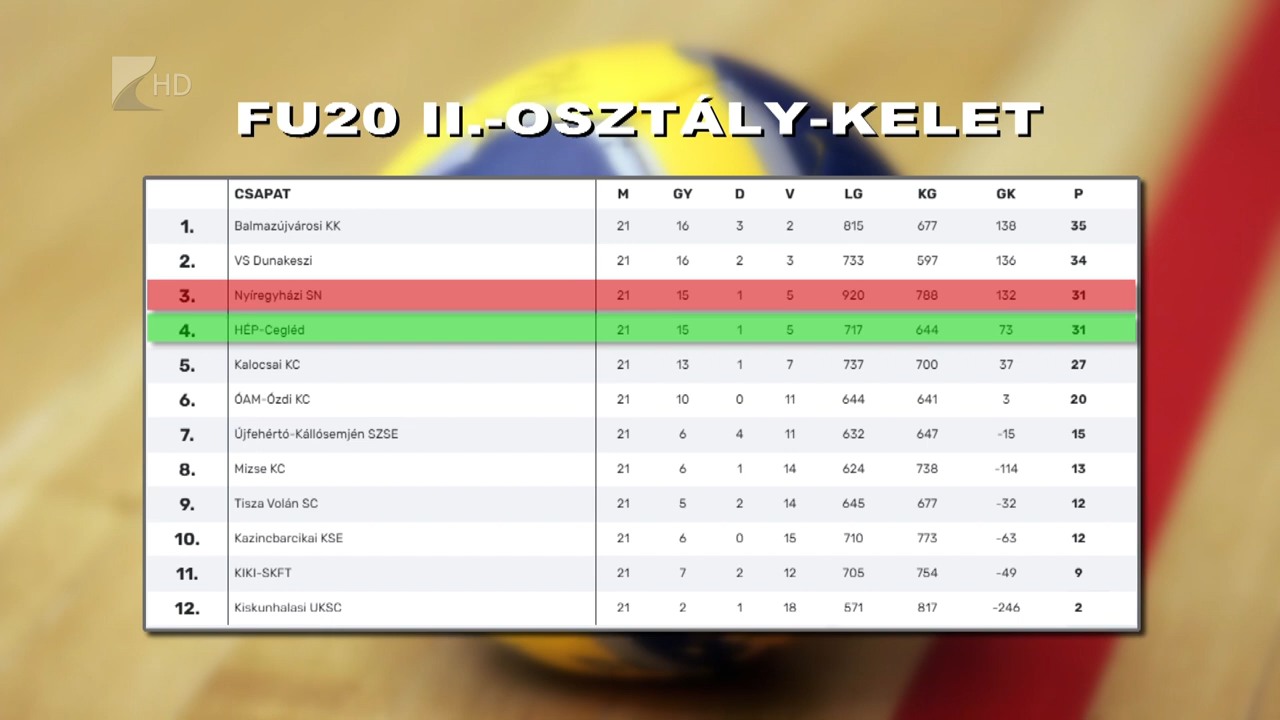 HD
FU20 II.-OSZTÁLY-KELET
CSAPAT M GY D V LG KG GK P
1. Balmazújvárosi KK 21 16 3 2 815 677 138 35
2. VS Dunakeszi 21 16 2 3 733 597 136 34
3. Nyíregyházi SN 21 15 1 5 920 788 132 31
4. HÉP-Cegléd 21 15 1 5 717 644 73 31
5. Kalocsai KC 21 13 1 7 737 700 37 27
6. ÓAM-Ózdi KC 21 10 0 11 644 641 3 20
7. Újfehértó-Kállósemjén SZSE 21 6 4 11 632 647 -15 15
8. Mizse KC 21 6 1 14 624 738 -114 13
9. Tisza Volán SC 21 5 2 14 645 677 -32 12
10. Kazincbarcikai KSE 21 6 0 15 710 773 -63 12
11. KIKI-SKFT 21 7 2 12 705 754 -49 9
12. Kiskunhalasi UKSC 21 2 1 18 571 817 -246 2